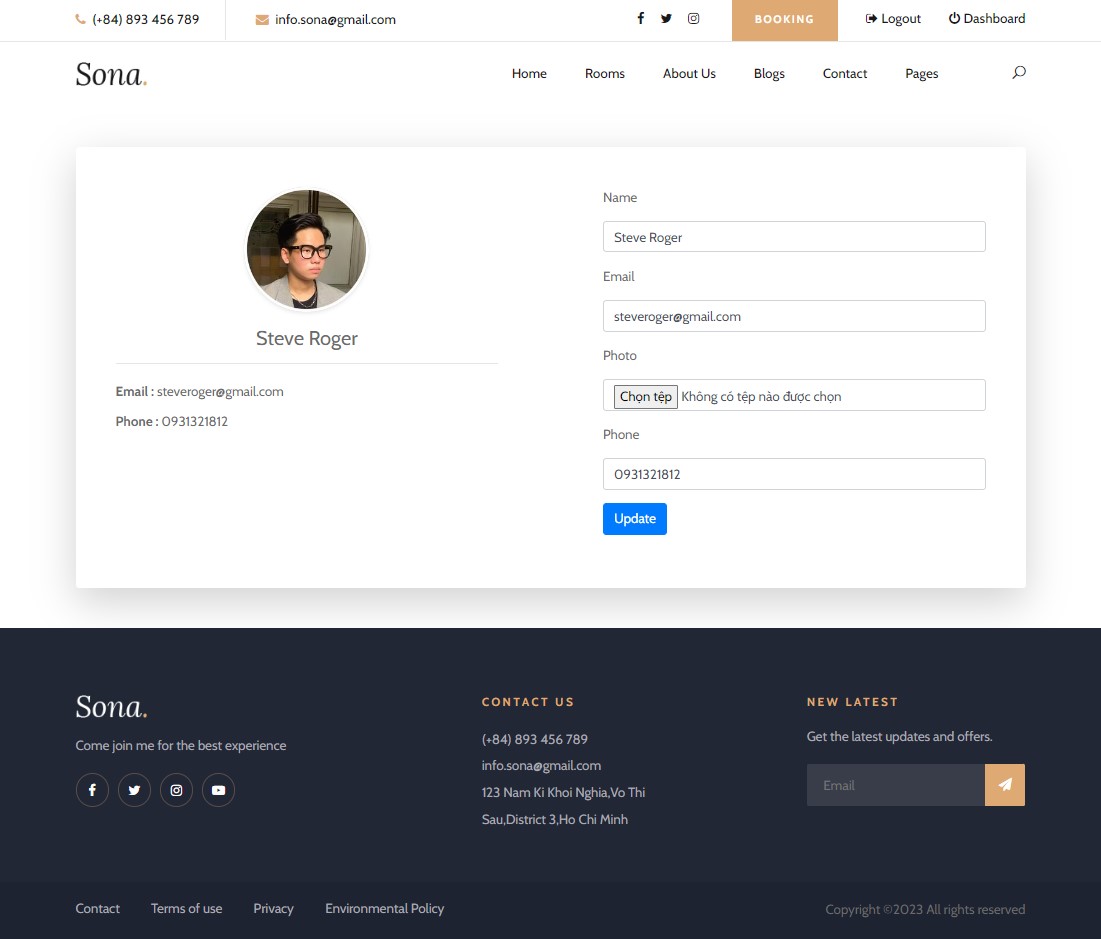 (+84) 893 456 789
info.sona@gmail.com
BOOKING
Logout
Dashboard
Sona.
Home
Rooms
About Us
Blogs
Contact
Pages
Steve Roger
Email : steveroger@gmail.com
Phone : 0931321812
Name
Steve Roger
Email
steveroger@gmail.com
Photo
Chọn tệp Không có tệp nào được chọn
Phone
0931321812
Update
Sona.
Come join me for the best experience
CONTACT US
(+84) 893 456 789
info.sona@gmail.com
123 Nam Ki Khoi Nghia,Vo Thi
Sau,District 3,Ho Chi Minh
NEW LATEST
Get the latest updates and offers.
Email
Contact
Terms of use
Privacy
Environmental Policy
Copyright ©2023 All rights reserved